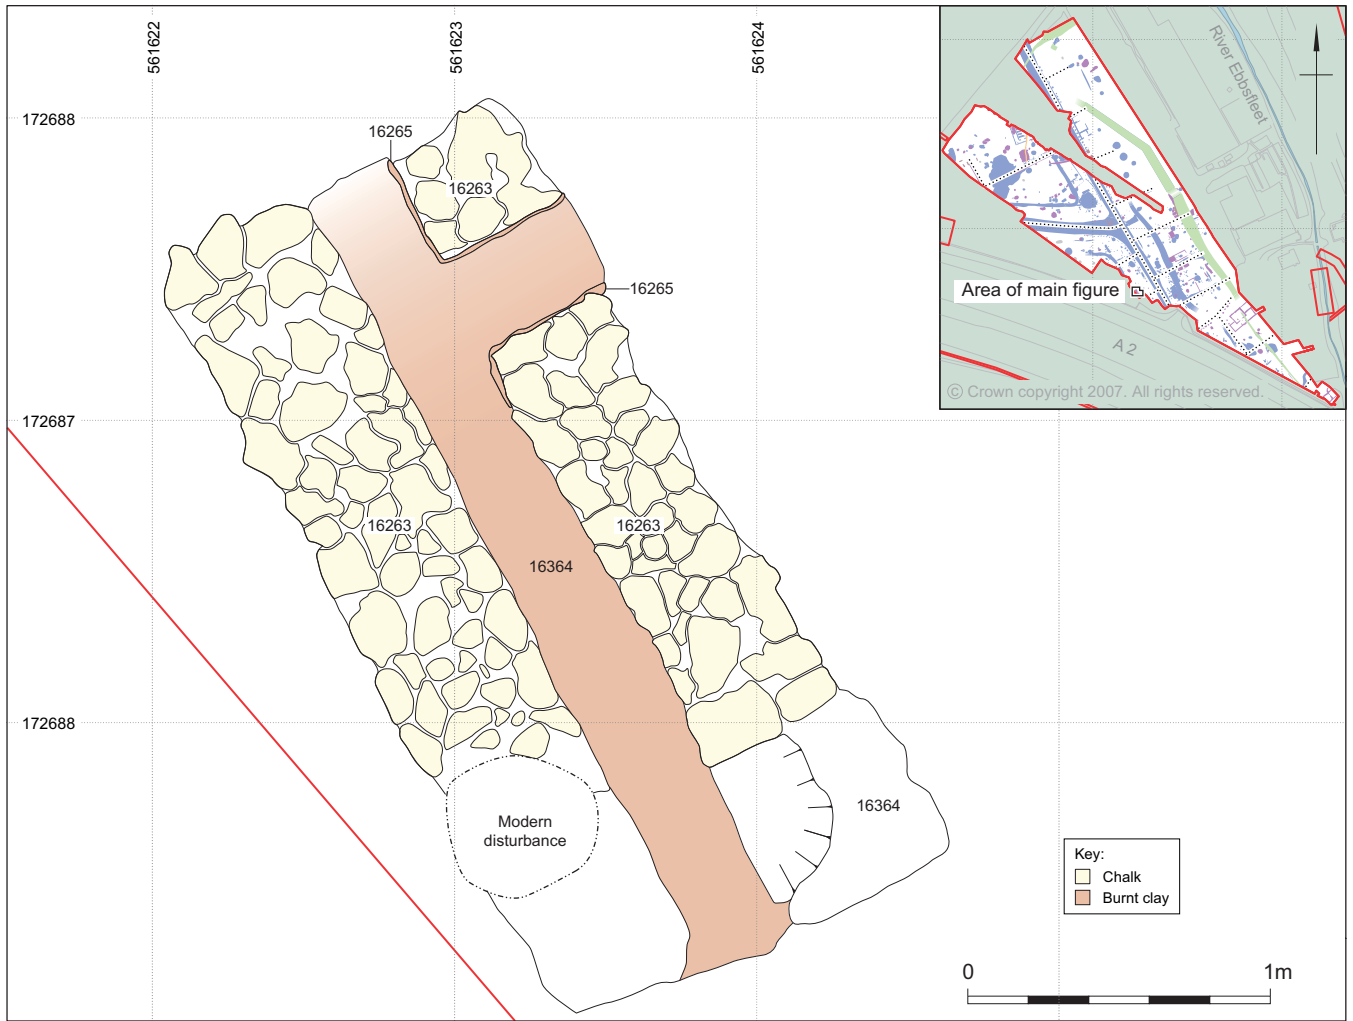 561622
561623
561624
172688
172687
172688
16265
16263
16265
16263
16263
16364
16364
Modern
disturbance
River Ebbsfleet
Area of main figure
A 2
© Crown copyright 2007. All rights reserved.
Key:
Chalk
Burnt clay
0
1m